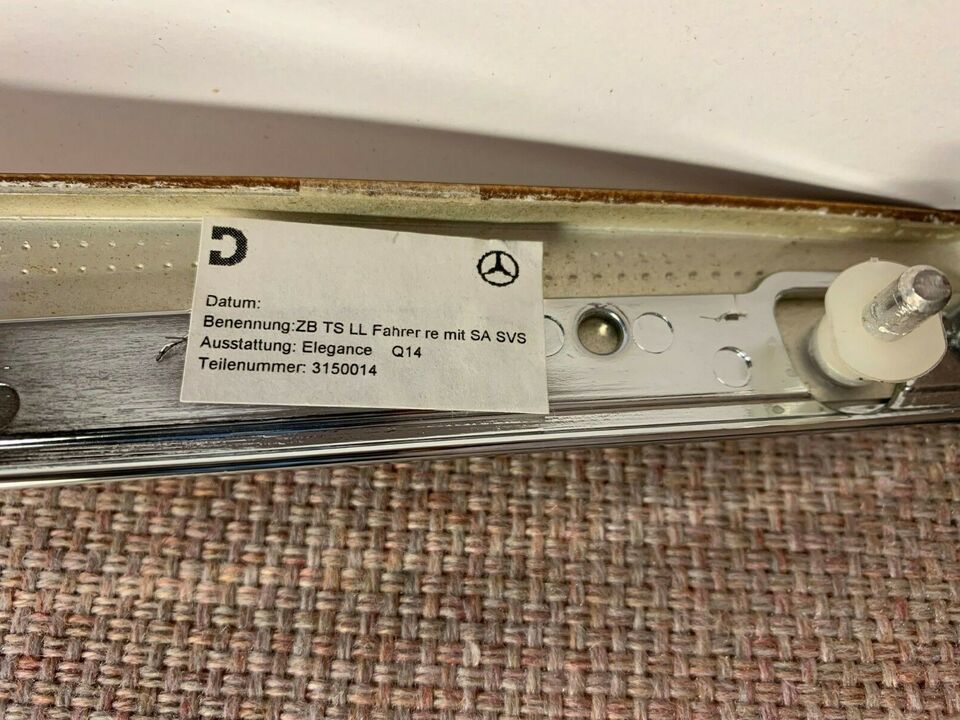 D
Datum:
Benennung:ZB TS LL Fahrer re mit SA SVS
Ausstattung: Elegance Q14
Teilenummer: 3150014